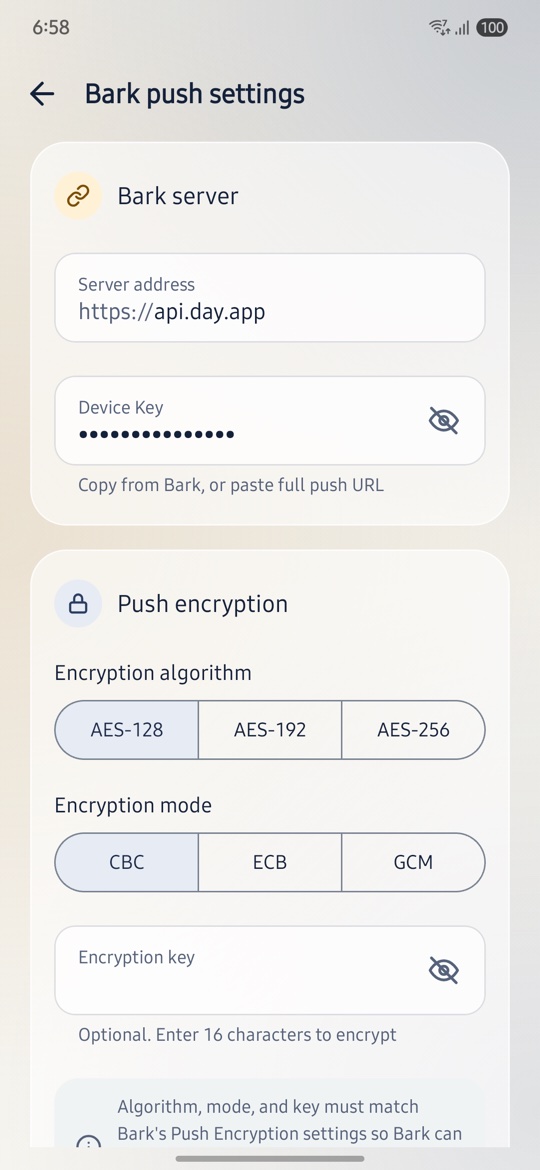 6:58
100
Bark push settings
Bark server
Server address
https://api.day.app
Device Key
•••••••••••••••
Copy from Bark, or paste full push URL
Push encryption
Encryption algorithm
AES-128 AES-192 AES-256
Encryption mode
CBC ECB GCM
Encryption key
Optional. Enter 16 characters to encrypt
Algorithm, mode, and key must match
Bark's Push Encryption settings so Bark can